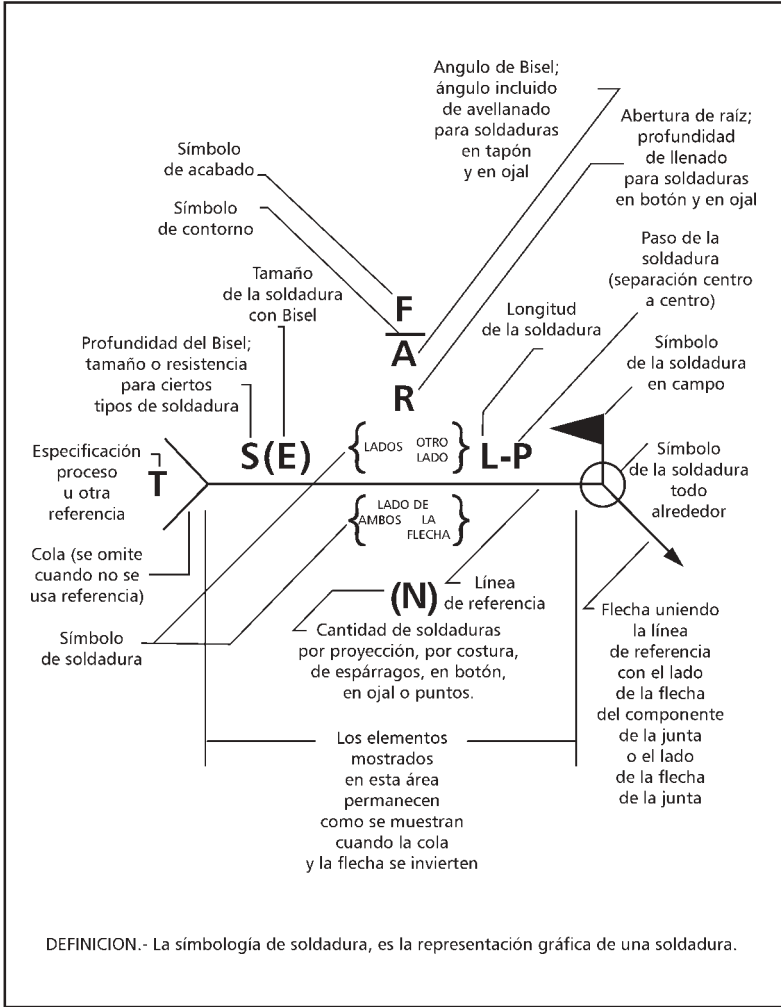 Angulo de Bisel;
ángulo incluido
de avellanado
para soldaduras
en tapón
y en ojal
Abertura de raíz;
profundidad
de llenado
para soldaduras
en botón y en ojal
Símbolo
de acabado
Símbolo
de contorno
Paso de la
soldadura
(separación centro
a centro)
Tamaño
de la soldadura
con Bisel
F
A
R
Longitud
de la soldadura
Profundidad del Bisel;
tamaño o resistencia
para ciertos
tipos de soldadura
Símbolo
de la soldadura
en campo
Especificación
proceso
u otra
referencia
T
S(E)
LADOS OTRO
LADO
L-P
Símbolo
de la soldadura
todo
alrededor
LADO DE
AMBOS LA
FLECHA
Cola (se omite
cuando no se
usa referencia)
(N)
Línea
de referencia
Símbolo
de soldadura
Cantidad de soldaduras
por proyección, por costura,
de espárragos, en botón,
en ojal o puntos.
Flecha uniendo
la línea
de referencia
con el lado
de la flecha
del componente
de la junta
o el lado
de la flecha
de la junta
Los elementos
mostrados
en esta área
permanecen
como se muestran
cuando la cola
y la flecha se invierten
DEFINICION.- La símbología de soldadura, es la representación gráfica de una soldadura.